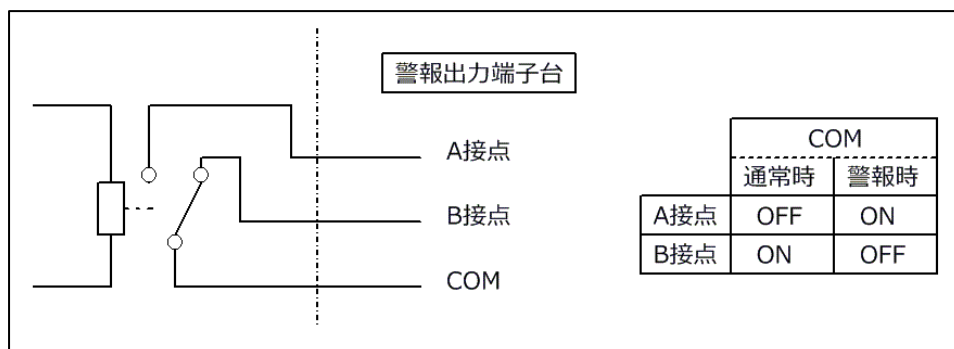 警報出力端子台
A接点
B接点
COM
COM
通常時 警報時
A接点 OFF ON
B接点 ON OFF